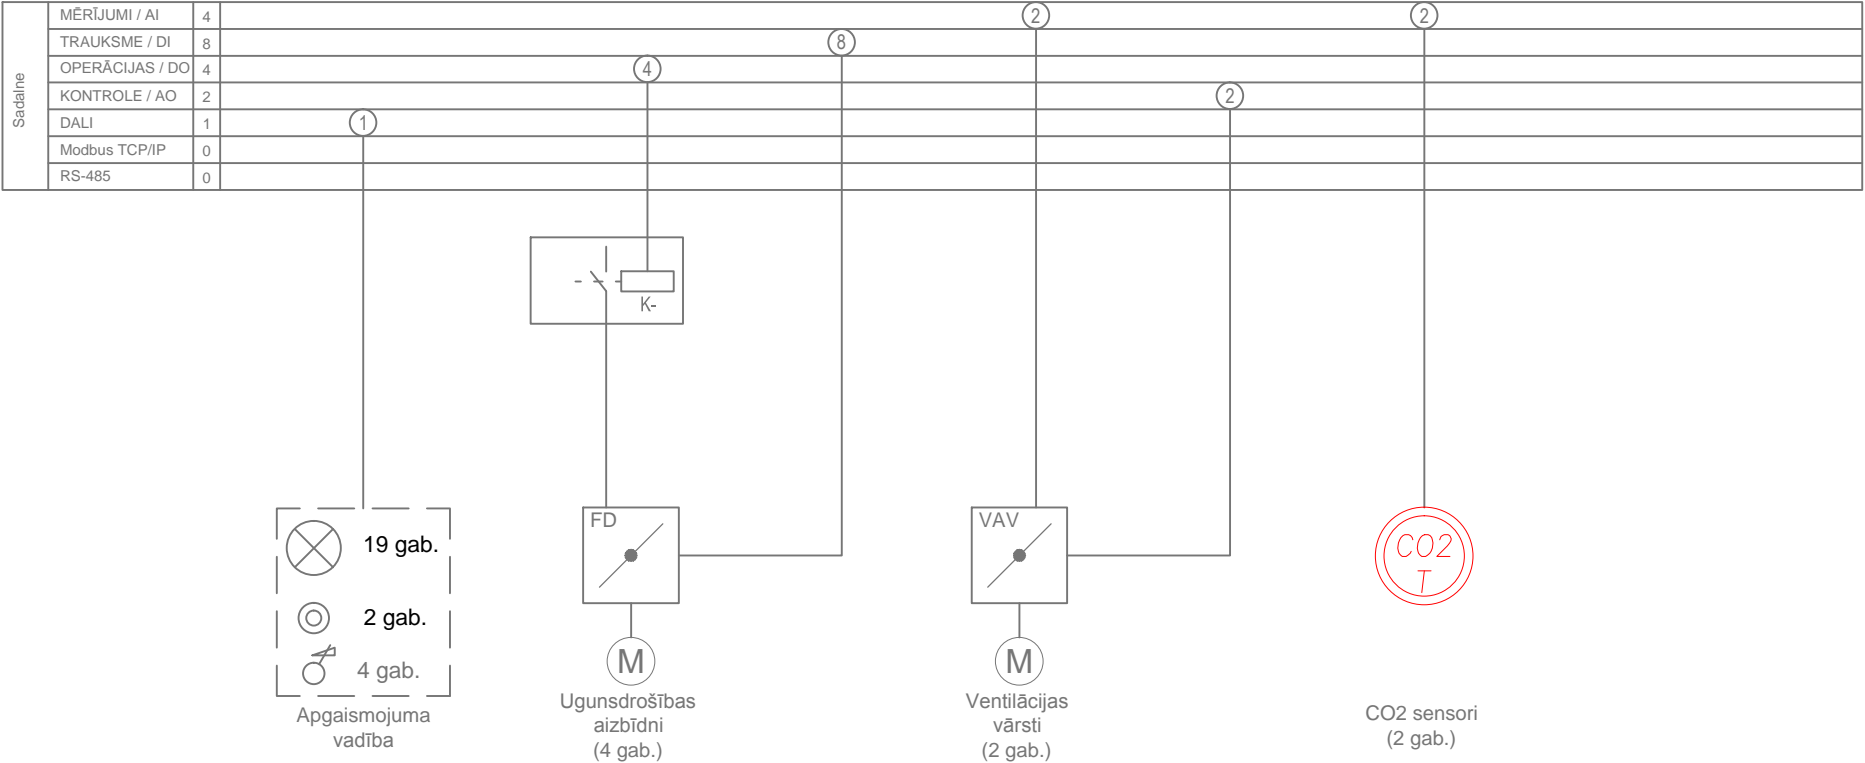 Sadalne
MĒRĪJUMI / AI 4 2 2
TRAUKSME / DI 8 8
OPERĀCIJAS / DO 4 4
KONTROLE / AO 2 2
DALI 1 1
Modbus TCP/IP 0
RS-485 0
K-
19 gab.
2 gab.
4 gab.
Apgaismojuma
vadība
FD
M
Ugunsdrošības
aizbīdni
(4 gab.)
VAV
M
Ventilācijas
vārsti
(2 gab.)
CO2
T
CO2 sensori
(2 gab.)